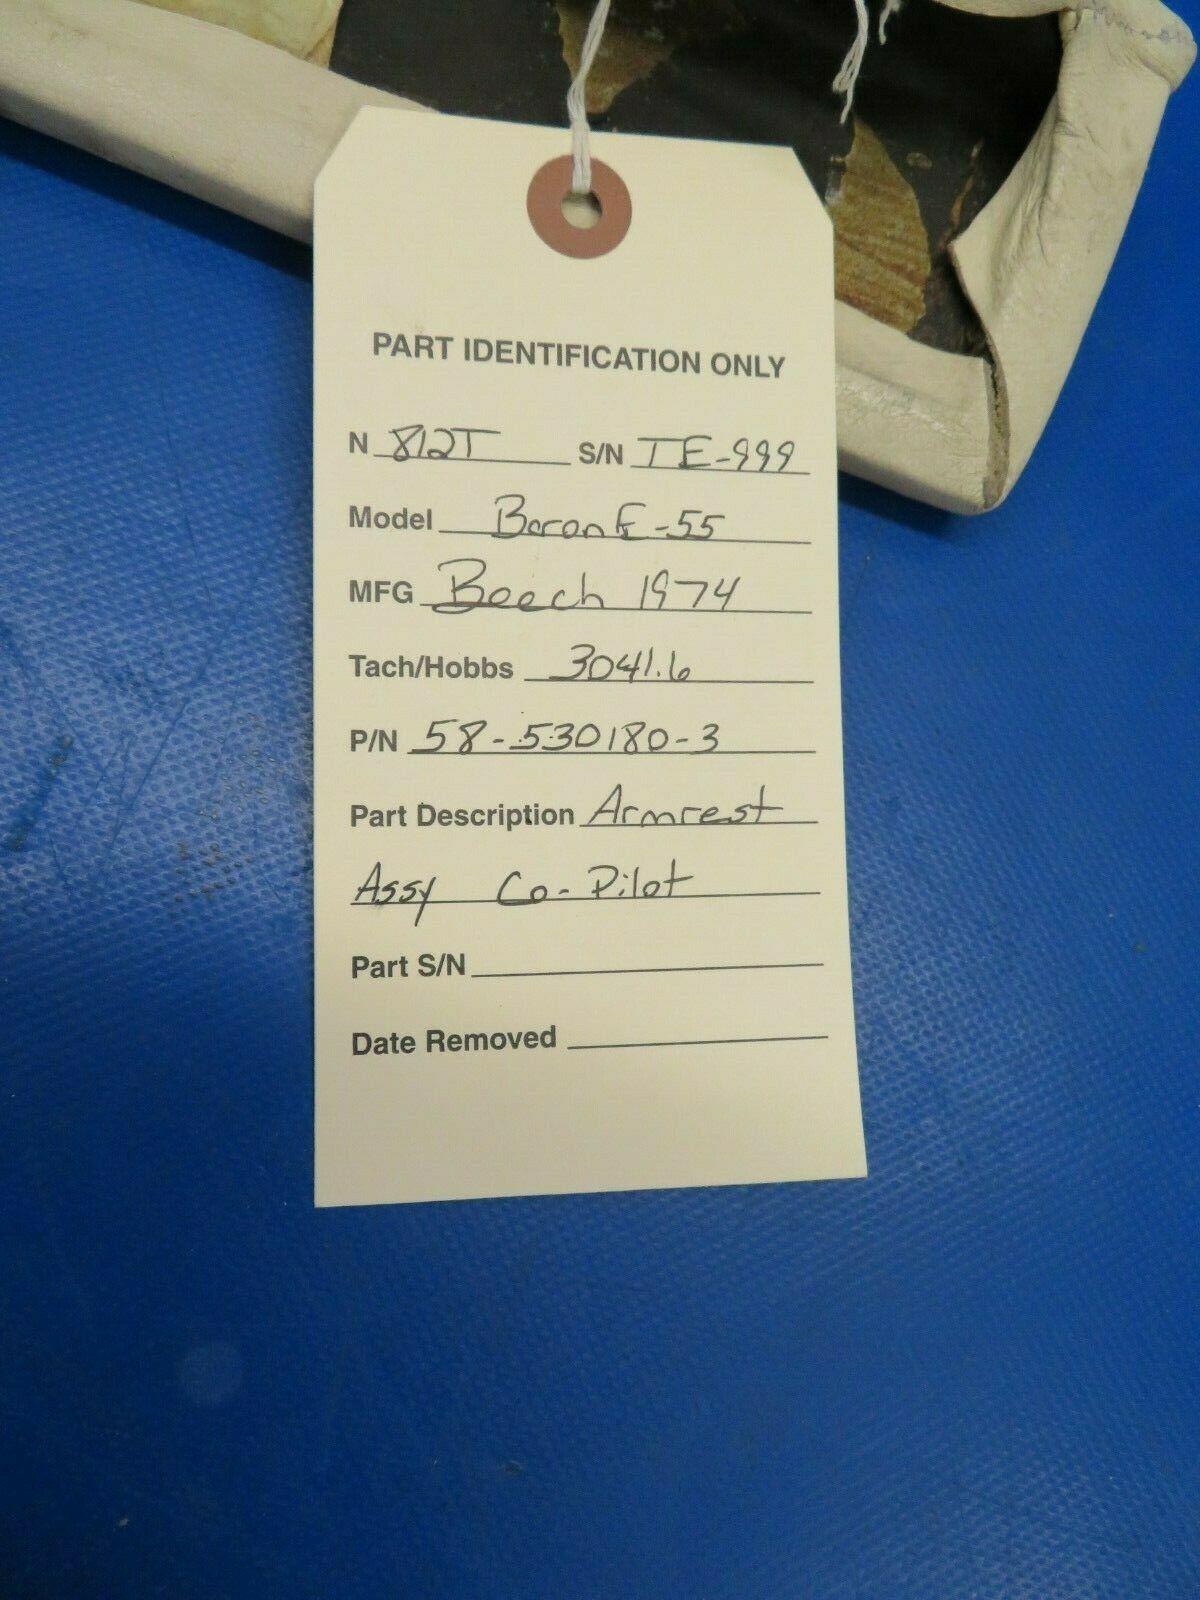 PART IDENTIFICATION ONLY
N 812T S/N TE-999
Model Baron E-55
MFG Beech 1974
Tach/Hobbs 3041.6
P/N 58-530180-3
Part Description Armrest
Assy Co-Pilot
Part S/N
Date Removed